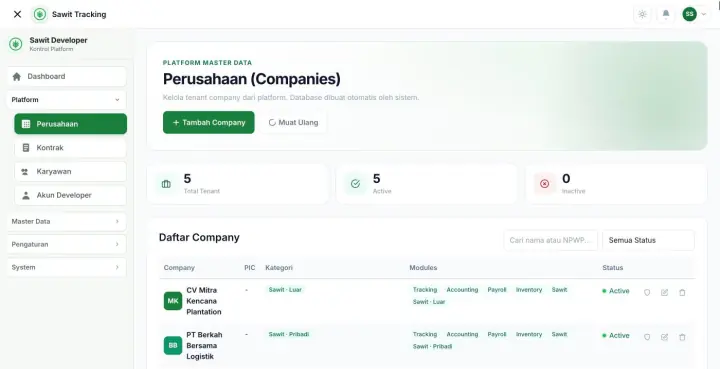 Sawit Tracking
SS
Sawit Developer
Kontrol Platform
Dashboard
Platform
Perusahaan
Kontrak
Karyawan
Akun Developer
Master Data
Pengaturan
System
PLATFORM MASTER DATA
Perusahaan (Companies)
Kelola tenant company dari platform. Database dibuat otomatis oleh sistem.
+ Tambah Company
Muat Ulang
5
Total Tenant
5
Active
0
Inactive
Daftar Company
Cari nama atau NPWP...
Semua Status
Company PIC Kategori Modules Status
MK CV Mitra Kencana Plantation - Sawit · Luar Tracking Accounting Payroll Inventory Sawit Sawit · Luar Active
BB PT Berkah Bersama Logistik - Sawit · Pribadi Tracking Accounting Payroll Inventory Sawit Sawit · Pribadi Active